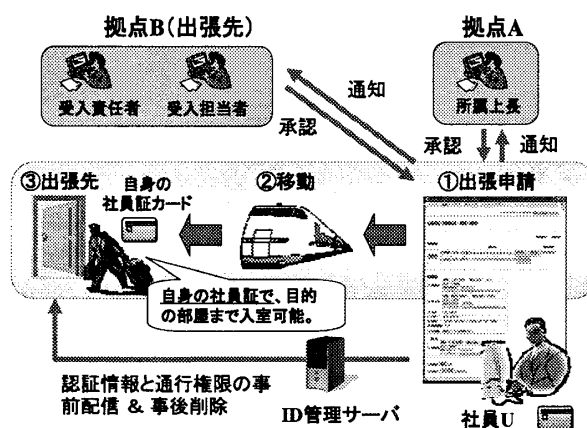 拠点B(出張先)
拠点A
受入責任者
受入担当者
所属上長
通知
承認
承認
通知
③出張先
自身の
社員証カード
②移動
①出張申請
自身の社員証で、目的
の部屋まで入室可能。
認証情報と通行権限の事
前配信 & 事後削除
ID管理サーバ
社員U